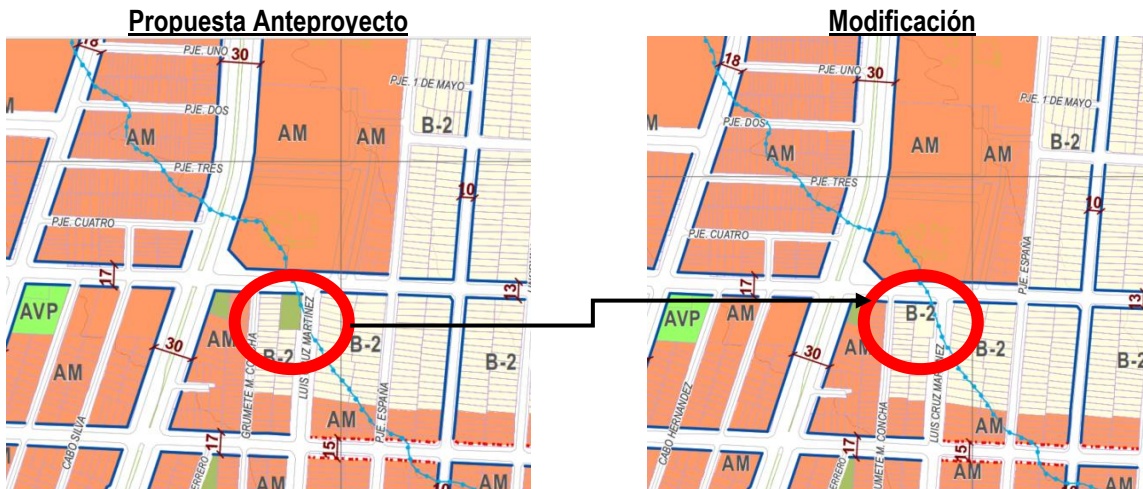 Propuesta Anteproyecto
18
PJE. UNO
30
PJE. DOS
AM
AM
AM
PJE. 1 DE MAYO
B-2
PJE. TRES
10
PJE. CUATRO
17
13
AVP
AM
AM
30
B-2
B-2
B-2
GRUMETE M. CONCHA
LUIS CRUZ MARTINEZ
PJE. ESPAÑA
CABO SILVA
AM
17
15
AM
AM
AM
Modificación
18
PJE. UNO
30
PJE. DOS
AM
AM
AM
PJE. 1 DE MAYO
B-2
PJE. TRES
10
PJE. CUATRO
PJE. ESPAÑA
17
13
AVP
AM
B-2
AM
30
B-2
AM
CABO HERNANDEZ
GRUMETE M. CONCHA
AM
17
15
AM
AM